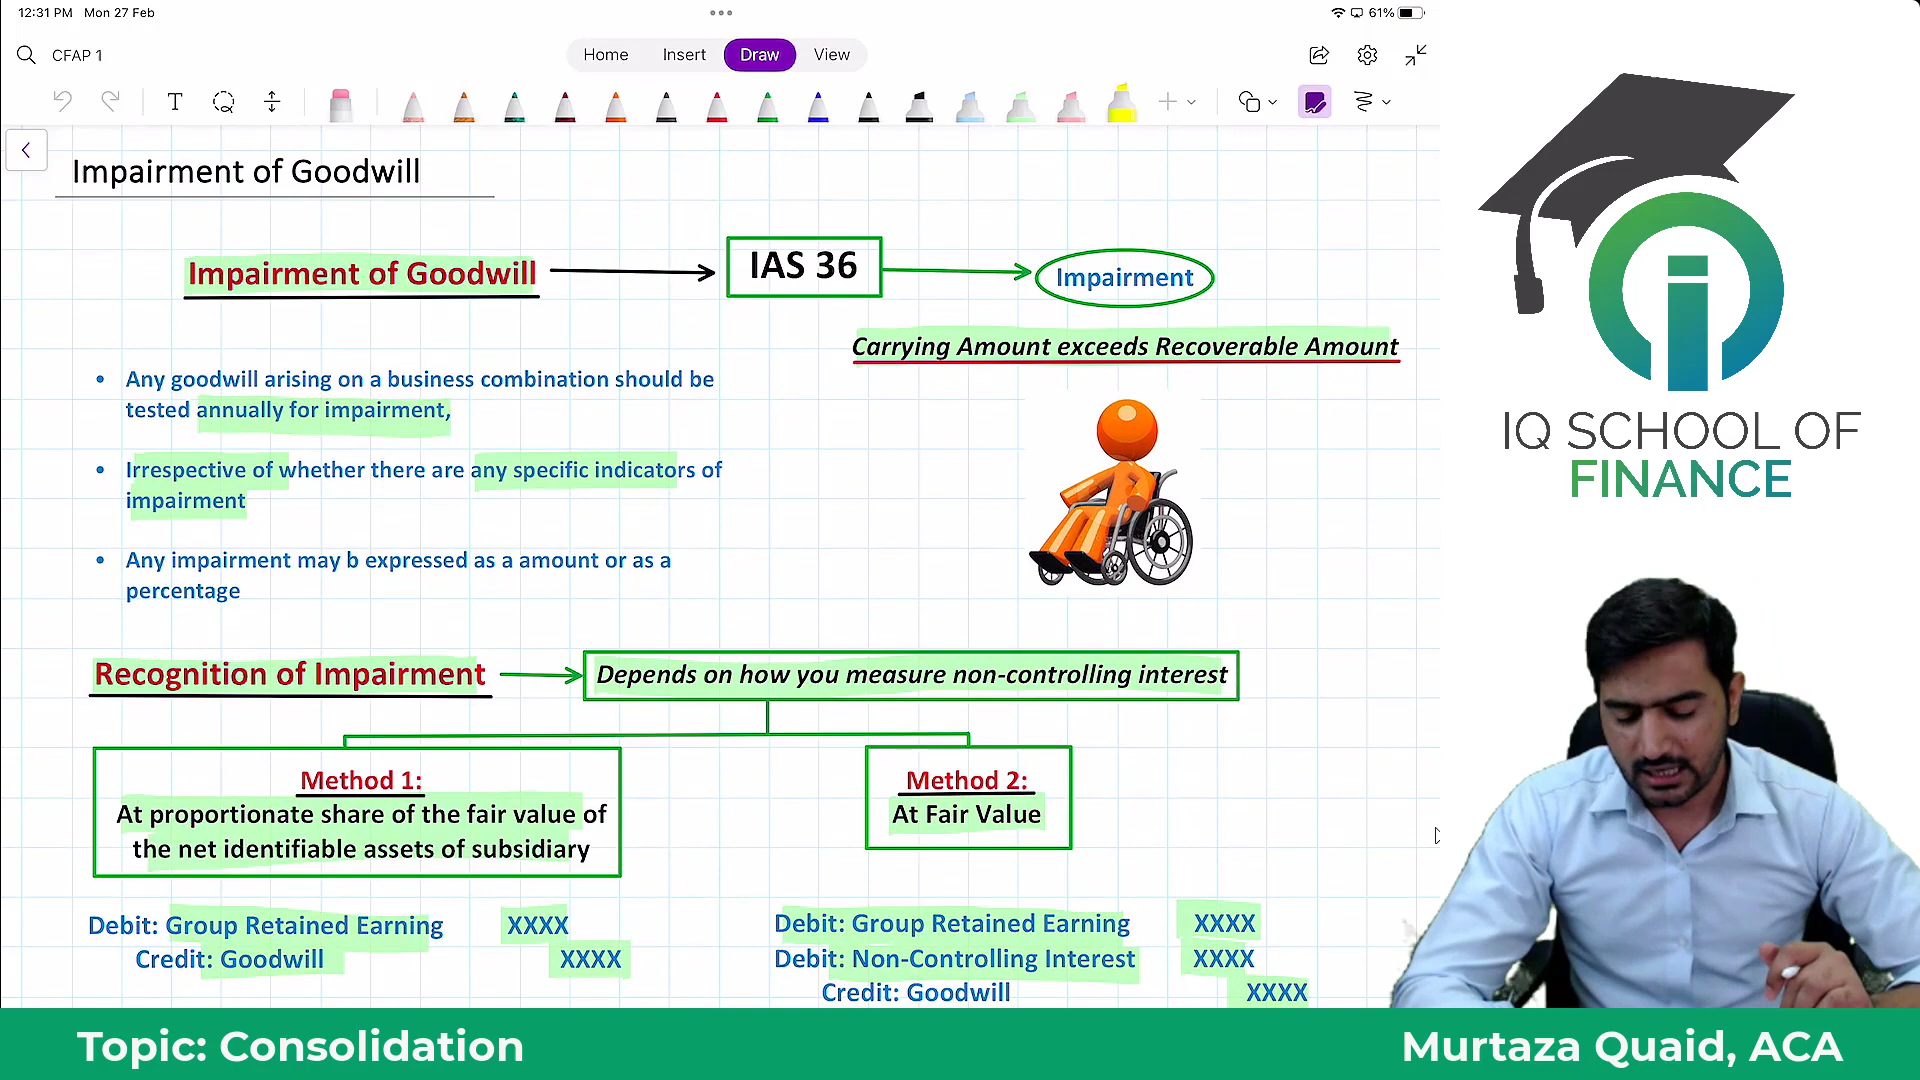 12:31 PM Mon 27 Feb
61%
CFAP 1
Home Insert Draw View
T
Impairment of Goodwill
Impairment of Goodwill
IAS 36
Impairment
Carrying Amount exceeds Recoverable Amount
• Any goodwill arising on a business combination should be
tested annually for impairment,
• Irrespective of whether there are any specific indicators of
impairment
• Any impairment may b expressed as a amount or as a
percentage
Recognition of Impairment
Depends on how you measure non-controlling interest
Method 1:
At proportionate share of the fair value of
the net identifiable assets of subsidiary
Method 2:
At Fair Value
Debit: Group Retained Earning XXXX
Credit: Goodwill XXXX
Debit: Group Retained Earning XXXX
Debit: Non-Controlling Interest XXXX
Credit: Goodwill XXXX
IQ SCHOOL OF
FINANCE
Topic: Consolidation
Murtaza Quaid, ACA